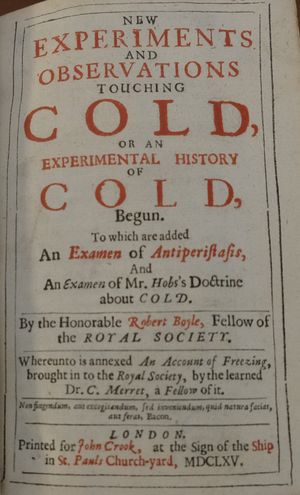 NEW
EXPERIMENTS
AND
OBSERVATIONS
TOUCHING
COLD,
OR AN
EXPERIMENTAL HISTORY
OF
COLD,
Begun.
To which are added
An Examen of Antiperiſtaſis,
And
An Examen of Mr. Hobs's Doctrine
about COLD.
By the Honorable Robert Boyle, Fellow of
the ROYAL SOCIETY.
Whereunto is annexed An Account of Freezing,
brought in to the Royal Society, by the learned
Dr. C. Merret, a Fellow of it.
Non fingendum, aut excogitandum, ſed inveniendum, quid natura faciat,
aut ferat, Bacon.
LONDON.
Printed for John Crook, at the Sign of the Ship
in St. Pauls Church-yard, MDCLXV.